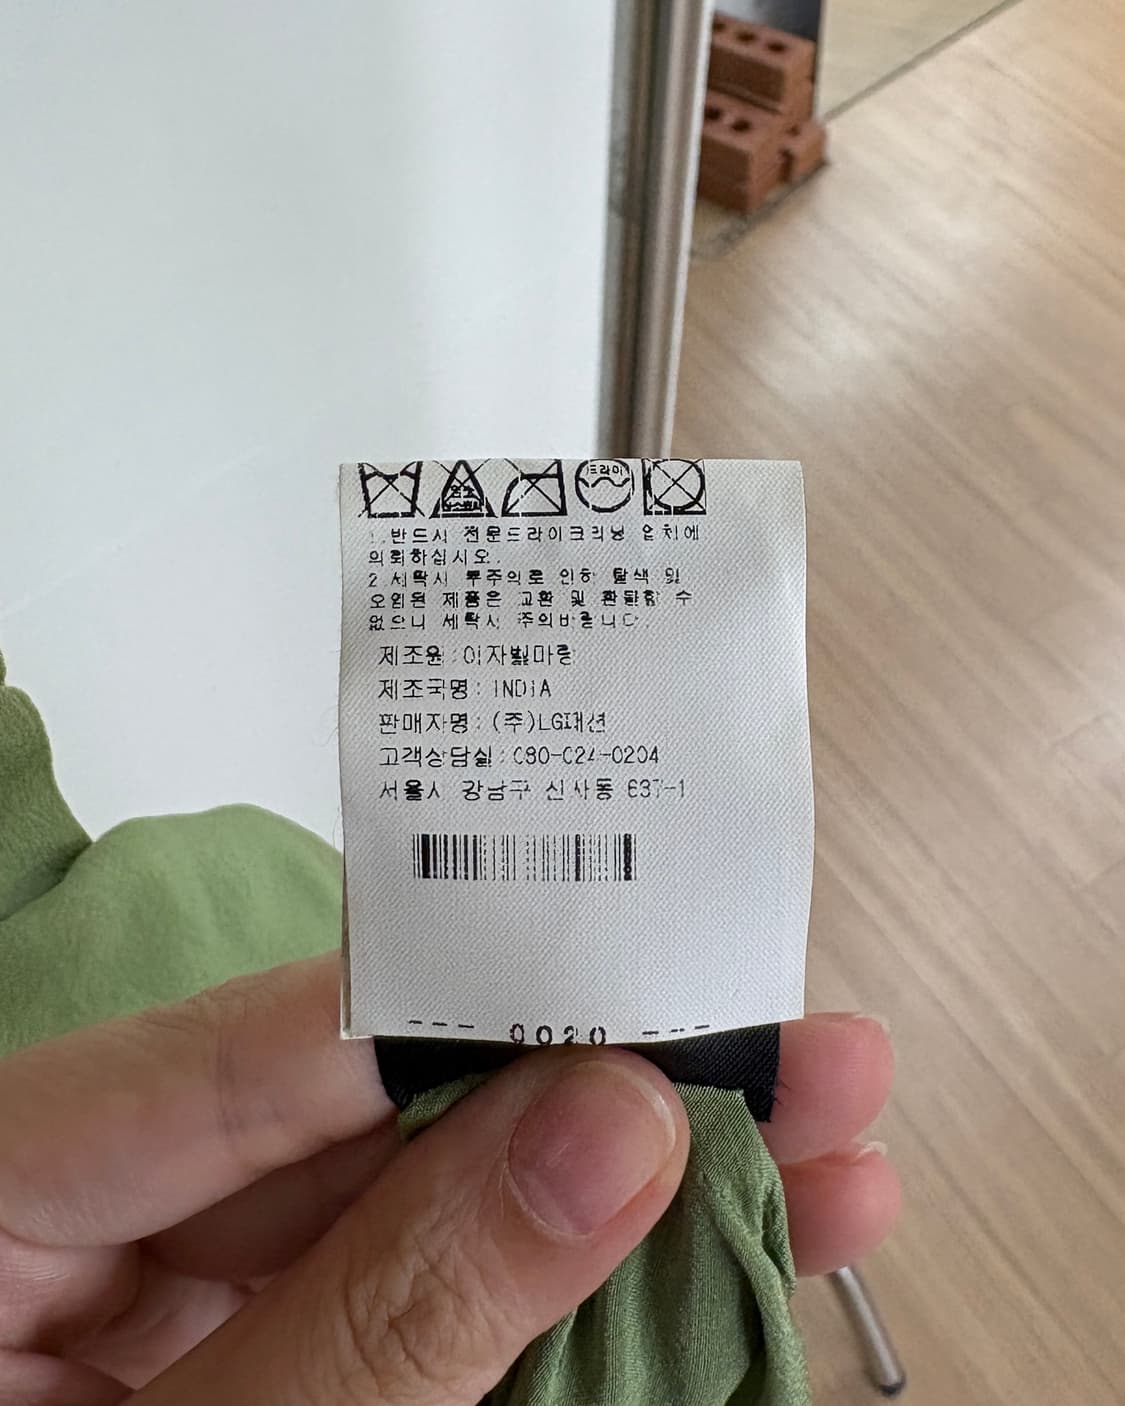 드라이
염소
1.반드시 전문드라이크리닝 업체에
의뢰하십시오.
2.세탁시 부주의로 인한 탈색 및
오염된 제품은 교환 및 환불할 수
없으니 세탁시 주의바랍니다.
제조원:이자벨마랑
제조국명: INDIA
판매자명: (주)LG패션
고객상담실: 080-024-0204
서울시 강남구 신사동 637-1
--- 0020 ---